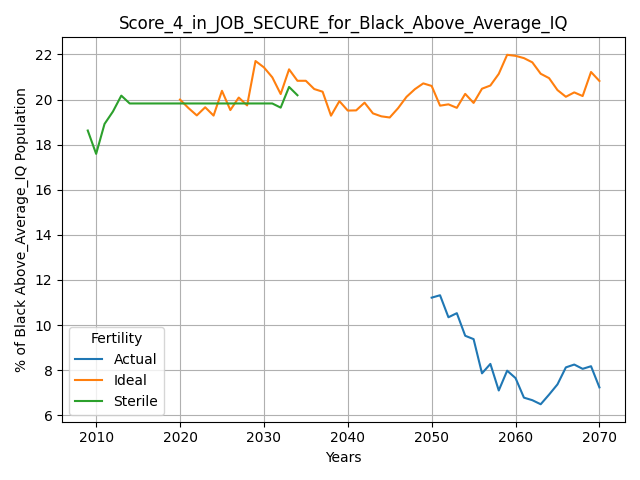 Score_4_in_JOB_SECURE_for_Black_Above_Average_IQ
% of Black Above_Average_IQ Population
22
20
18
16
14
12
10
8
6
Fertility
Actual
Ideal
Sterile
2010 2020 2030 2040 2050 2060 2070
Years